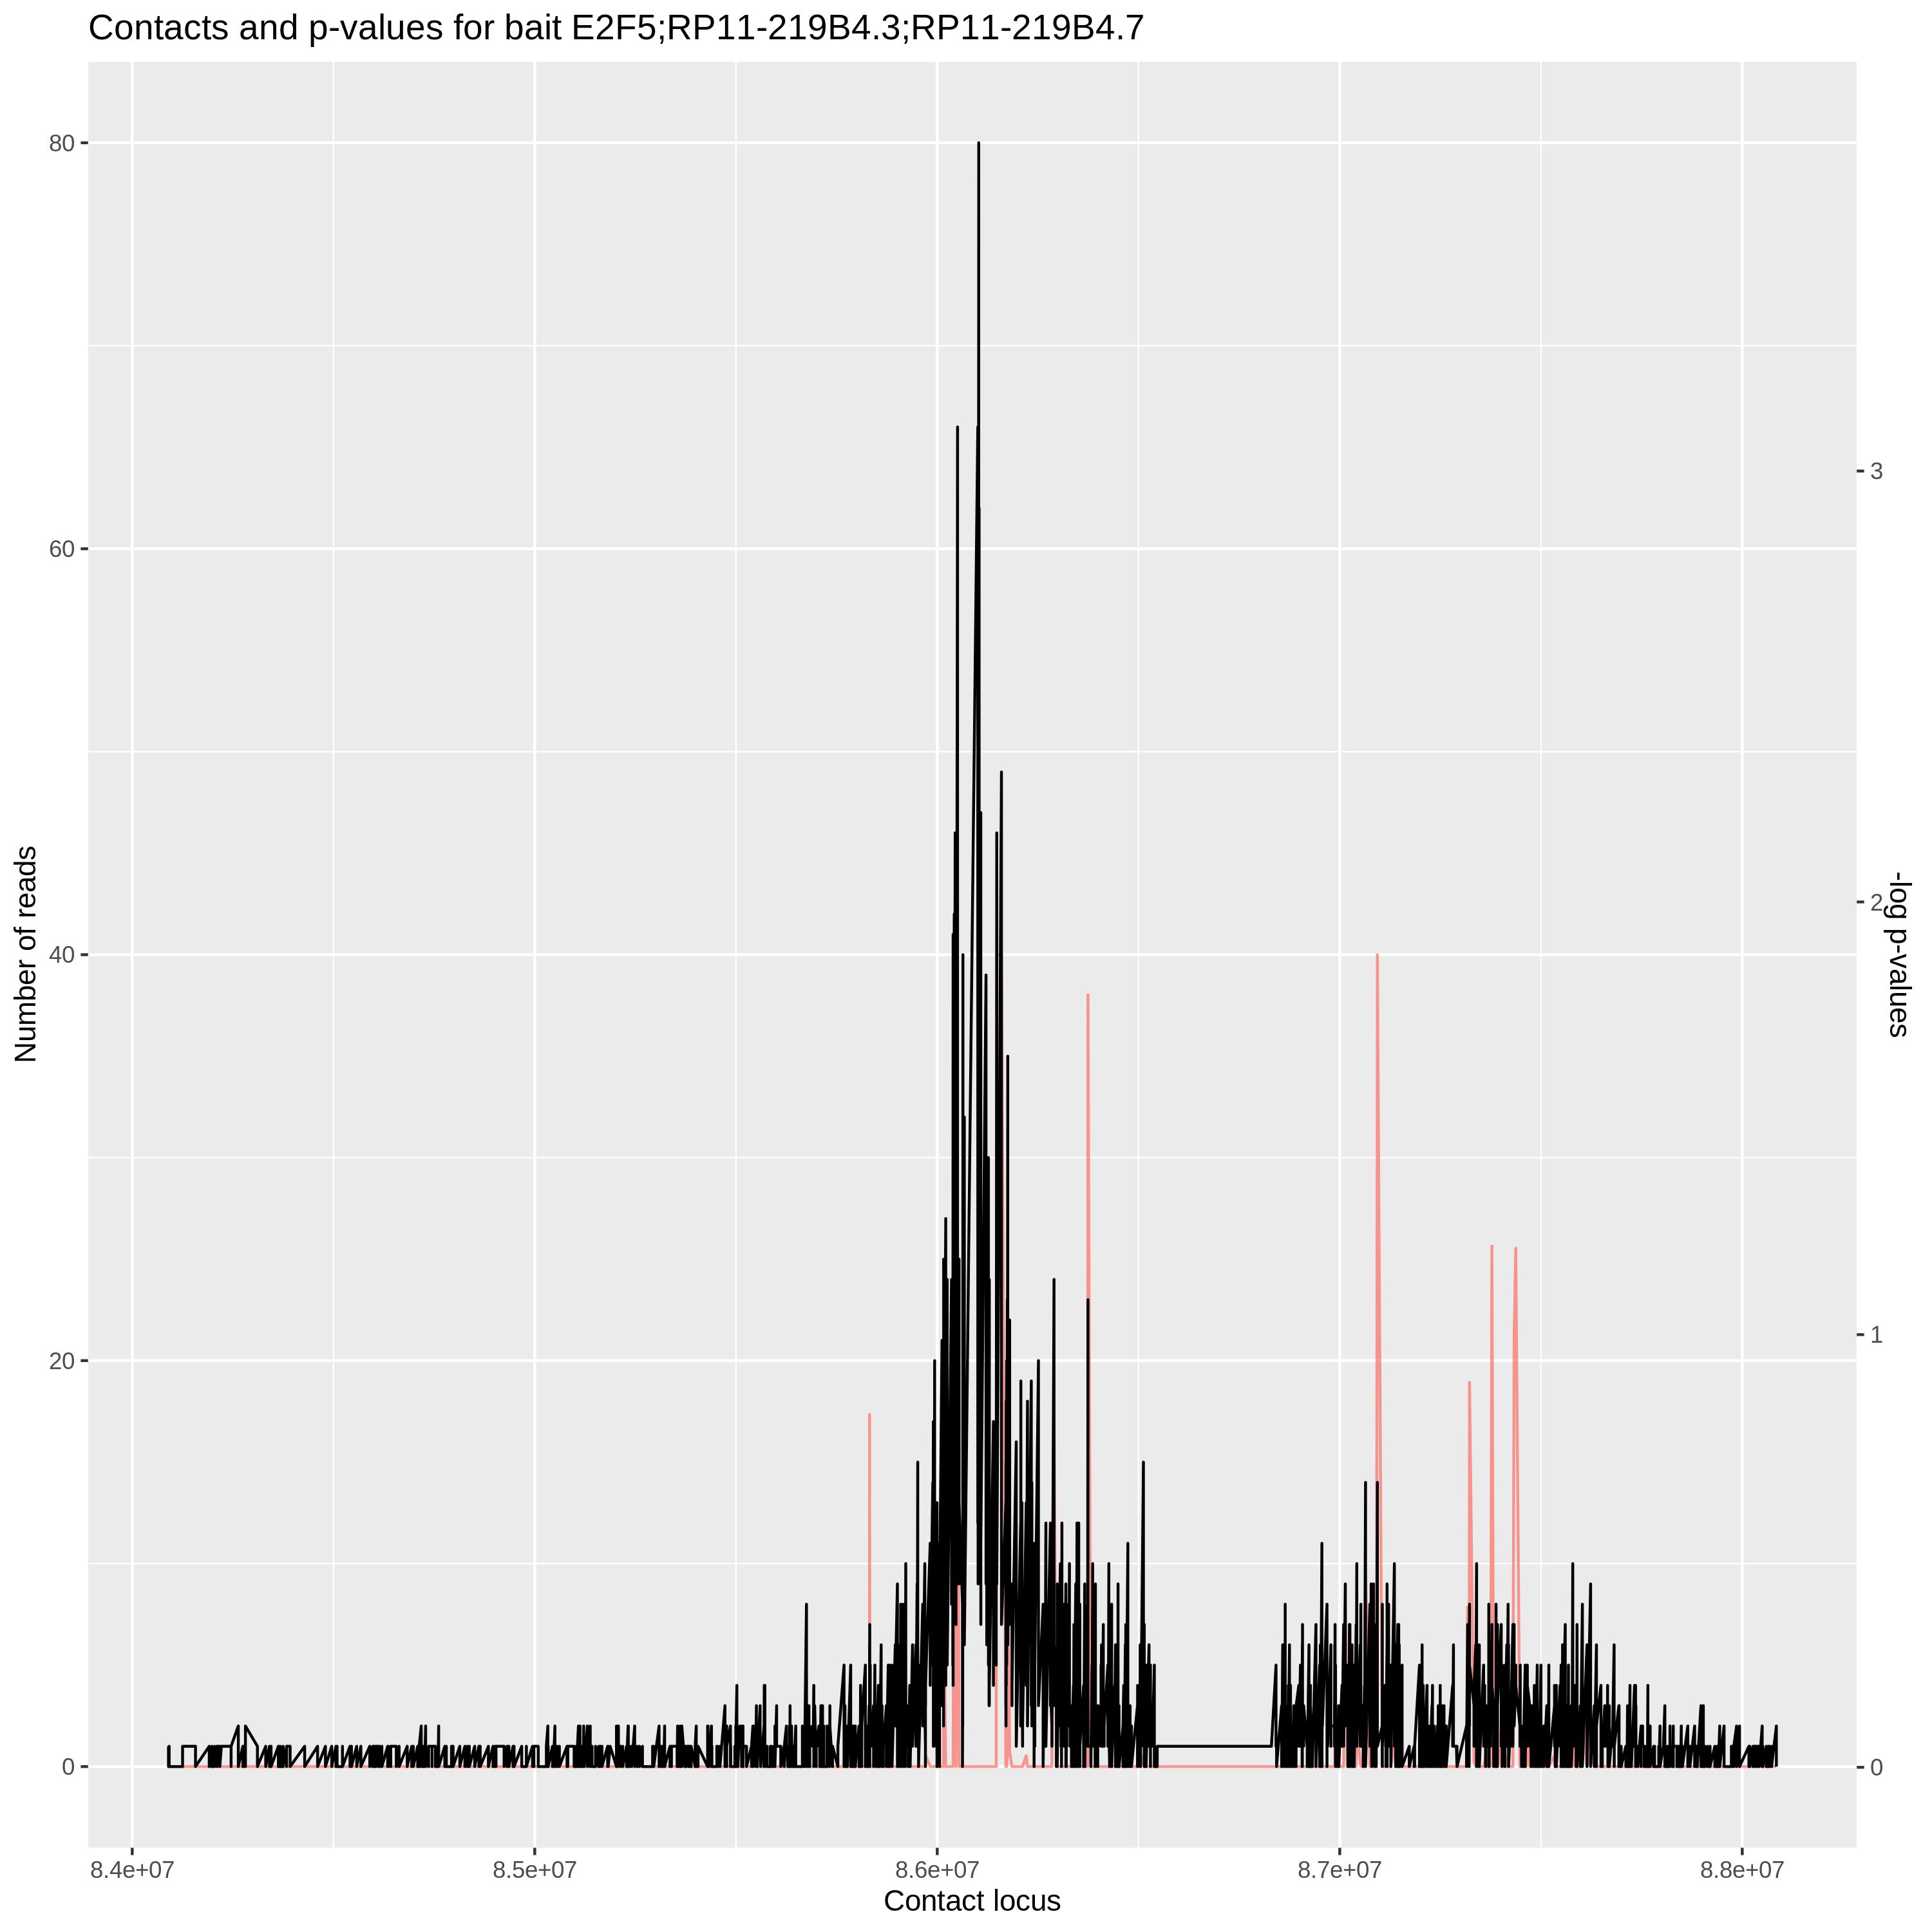 Contacts and p-values for bait E2F5;RP11-219B4.3;RP11-219B4.7
80
60
40
20
0
Number of reads
3
2
1
0
-log p-values
8.4e+07 8.5e+07 8.6e+07 8.7e+07 8.8e+07
Contact locus